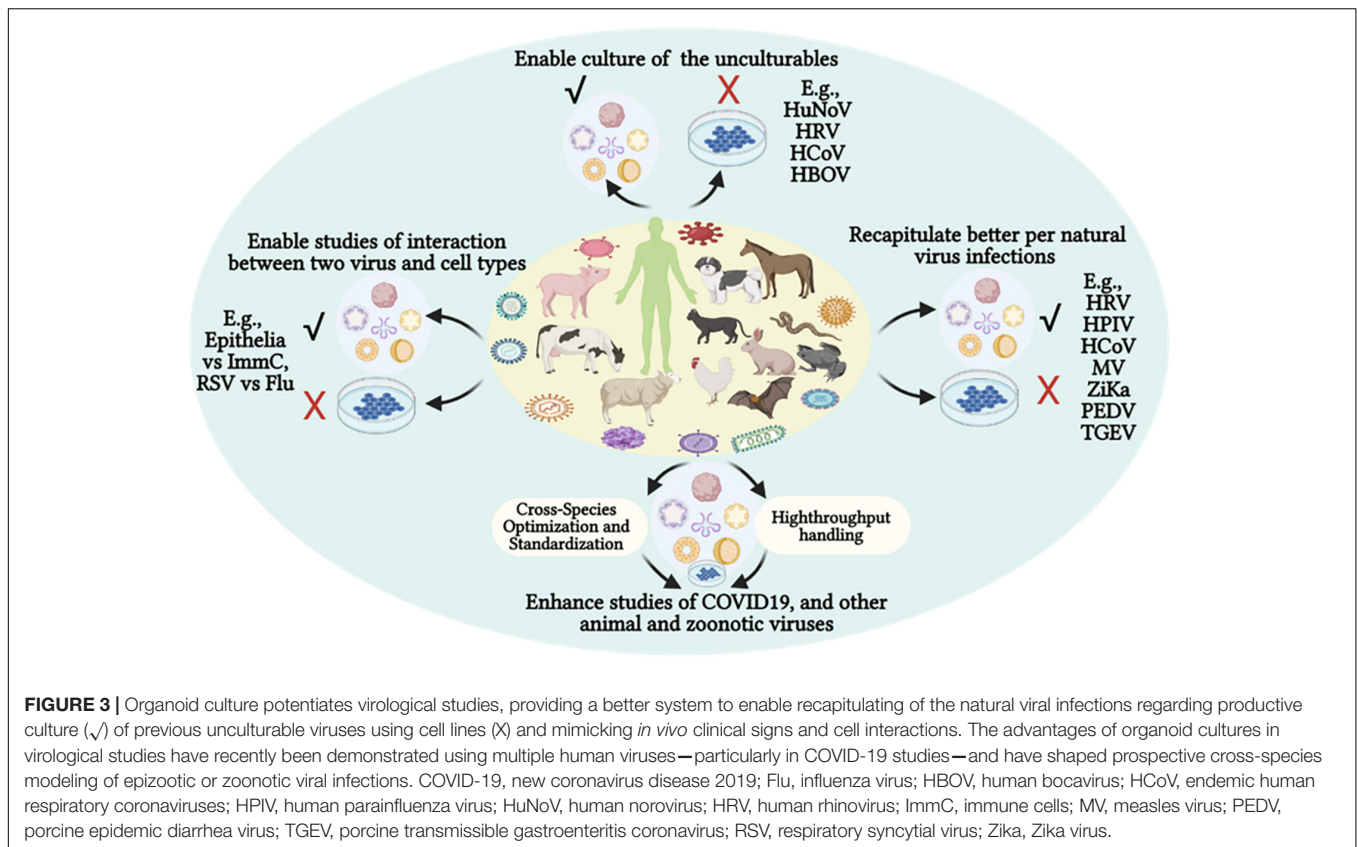 Enable culture of the unculturables
√
X
E.g.,
HuNoV
HRV
HCoV
HBOV
Enable studies of interaction
between two virus and cell types
E.g.,
Epithelia
vs ImmC,
RSV vs Flu
√
X
Recapitulate better per natural
virus infections
√
X
E.g.,
HRV
HPIV
HCoV
MV
ZiKa
PEDV
TGEV
Cross-Species
Optimization and
Standardization
Highthroughput
handling
Enhance studies of COVID19, and other
animal and zoonotic viruses
FIGURE 3 | Organoid culture potentiates virological studies, providing a better system to enable recapitulating of the natural viral infections regarding productive
culture (√) of previous unculturable viruses using cell lines (X) and mimicking in vivo clinical signs and cell interactions. The advantages of organoid cultures in
virological studies have recently been demonstrated using multiple human viruses—particularly in COVID-19 studies—and have shaped prospective cross-species
modeling of epizootic or zoonotic viral infections. COVID-19, new coronavirus disease 2019; Flu, influenza virus; HBOV, human bocavirus; HCoV, endemic human
respiratory coronaviruses; HPIV, human parainfluenza virus; HuNoV, human norovirus; HRV, human rhinovirus; ImmC, immune cells; MV, measles virus; PEDV,
porcine epidemic diarrhea virus; TGEV, porcine transmissible gastroenteritis coronavirus; RSV, respiratory syncytial virus; Zika, Zika virus.